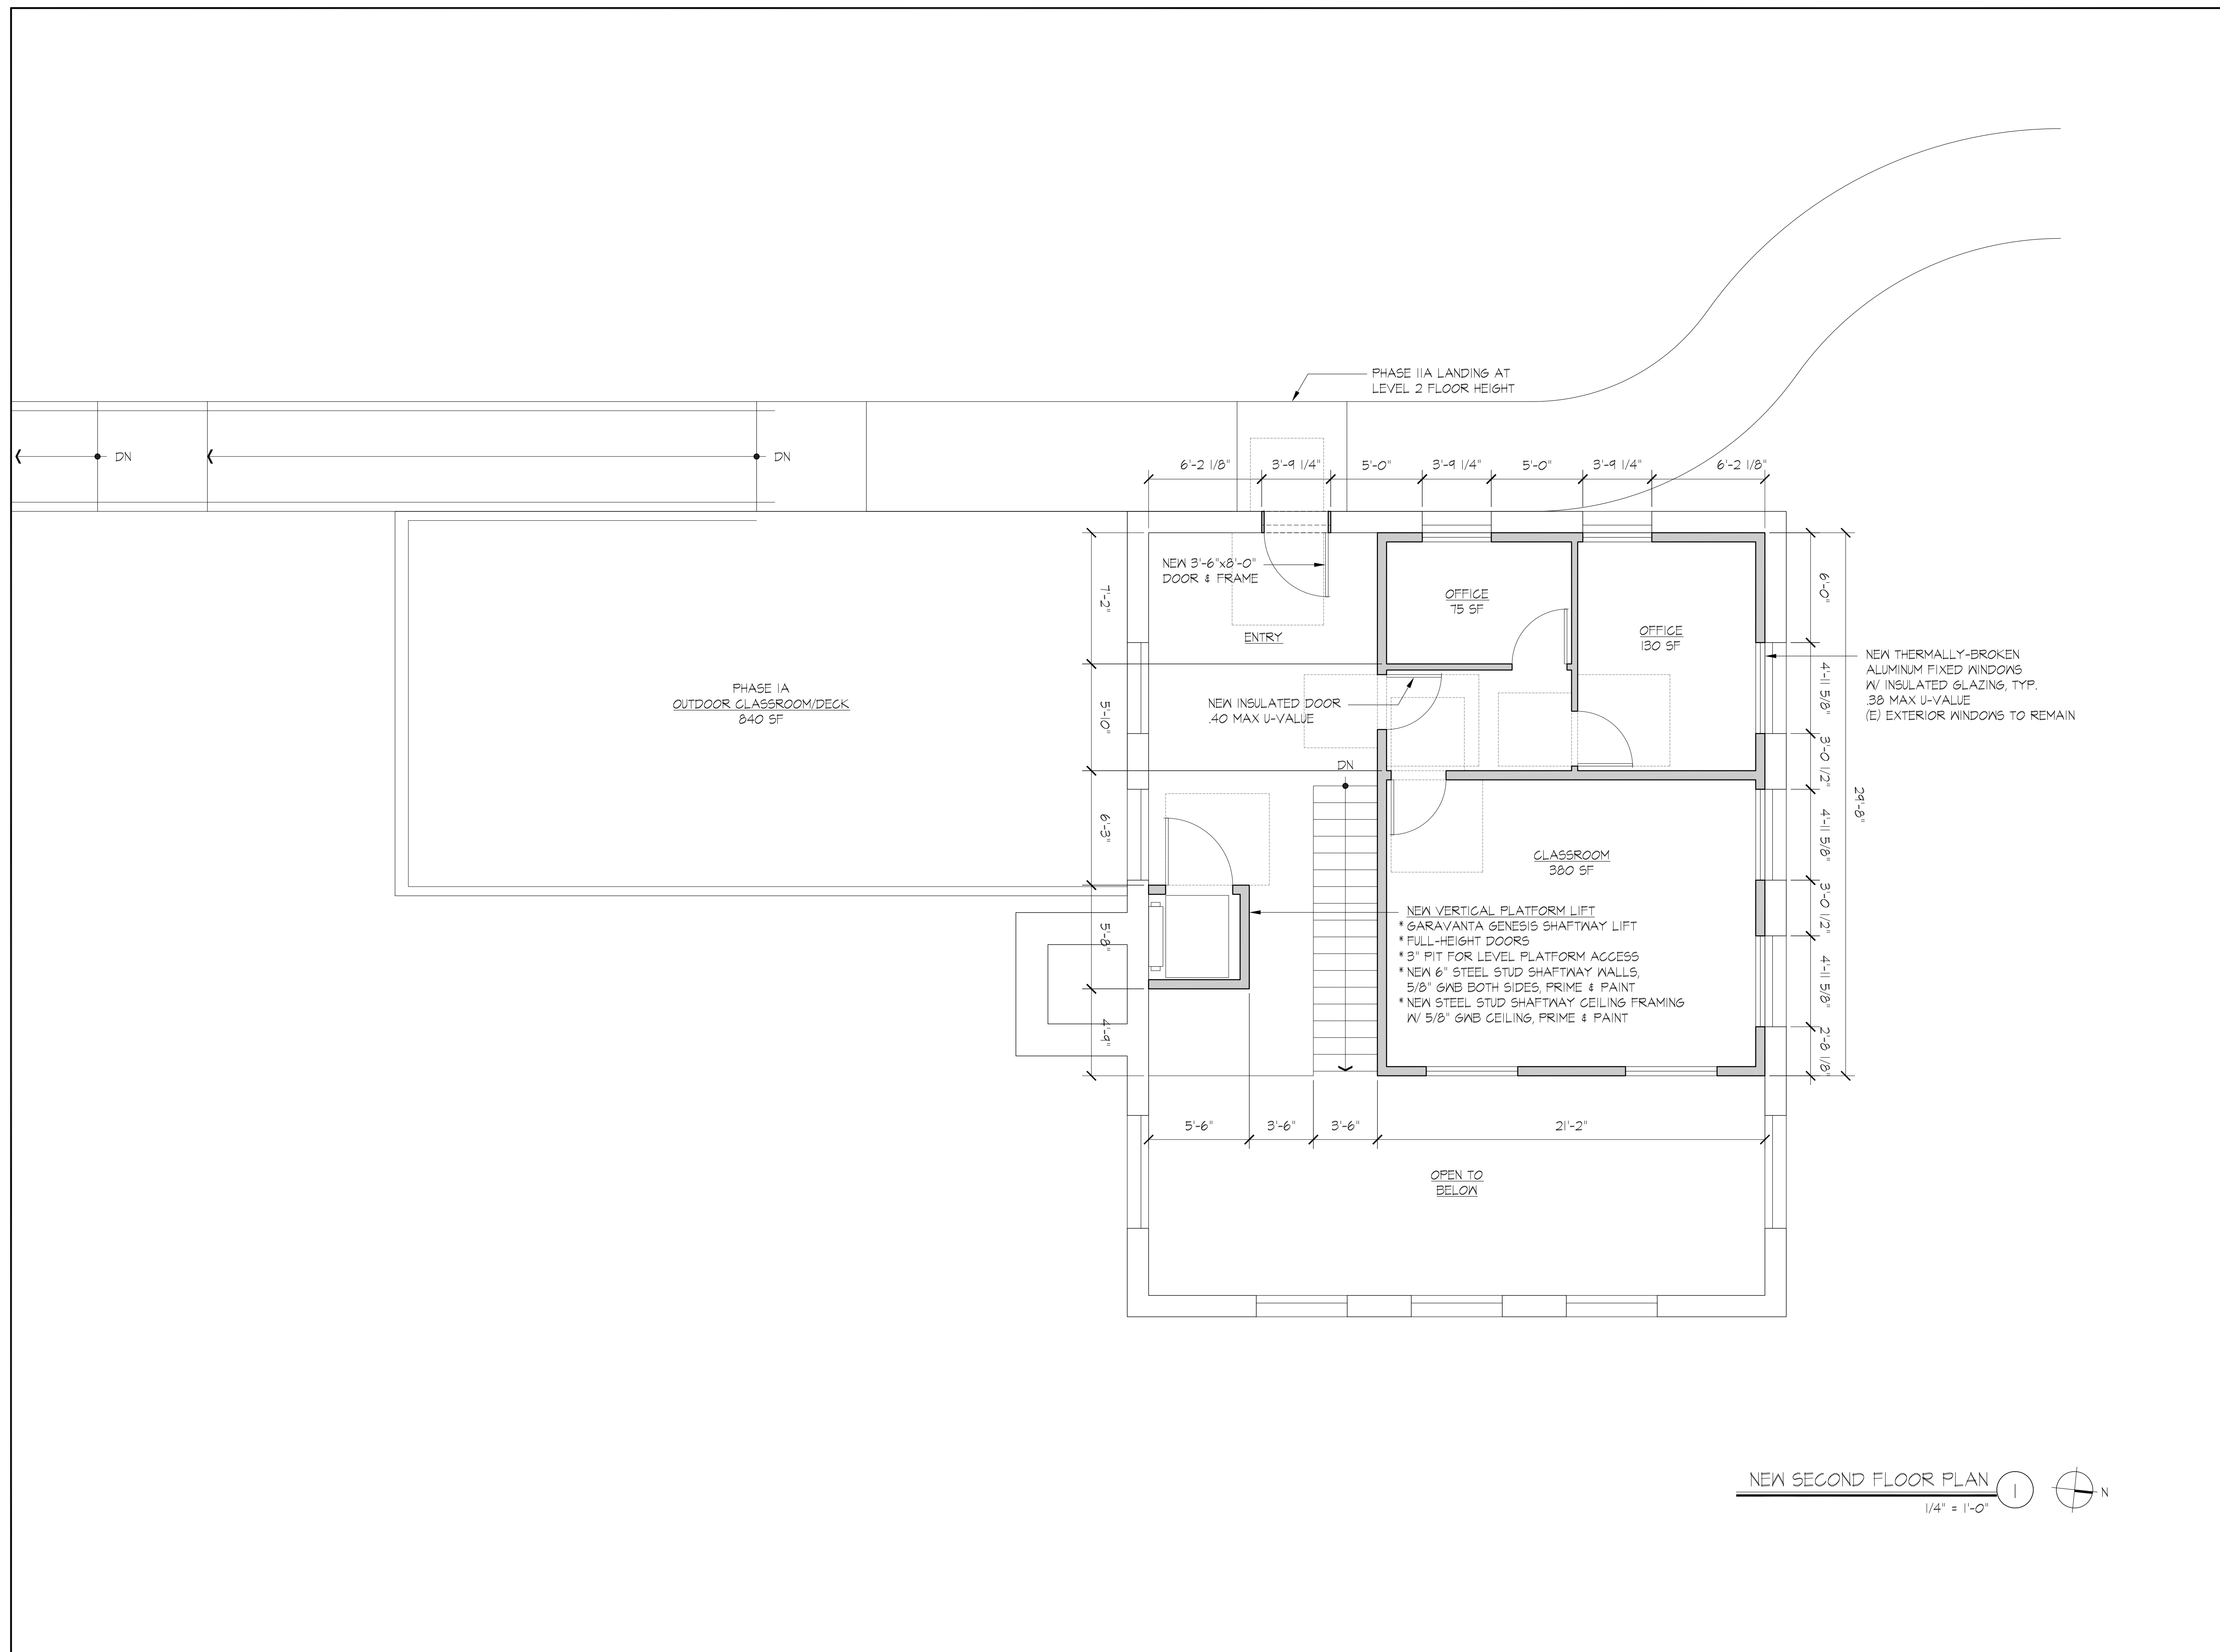 PHASE IIA LANDING AT
LEVEL 2 FLOOR HEIGHT
DN
DN
6'-2 1/8"
3'-9 1/4"
5'-0"
3'-9 1/4"
5'-0"
3'-9 1/4"
6'-2 1/8"
NEW 3'-6"x8'-0"
DOOR & FRAME
ENTRY
OFFICE
75 SF
OFFICE
130 SF
7'-2"
5'-10"
6'-3"
5'-8"
4'-9"
6'-0"
4'-11 5/8"
3'-0 1/2"
4'-11 5/8"
3'-0 1/2"
4'-11 5/8"
2'-8 1/8"
29'-8"
NEW THERMALLY-BROKEN
ALUMINUM FIXED WINDOWS
W/ INSULATED GLAZING, TYP.
.38 MAX U-VALUE
(E) EXTERIOR WINDOWS TO REMAIN
PHASE IA
OUTDOOR CLASSROOM/DECK
840 SF
NEW INSULATED DOOR
.40 MAX U-VALUE
DN
CLASSROOM
380 SF
NEW VERTICAL PLATFORM LIFT
* GARAVANTA GENESIS SHAFTWAY LIFT
* FULL-HEIGHT DOORS
* 3" PIT FOR LEVEL PLATFORM ACCESS
* NEW 6" STEEL STUD SHAFTWAY WALLS,
5/8" GWB BOTH SIDES, PRIME & PAINT
* NEW STEEL STUD SHAFTWAY CEILING FRAMING
W/ 5/8" GWB CEILING, PRIME & PAINT
5'-6"
3'-6"
3'-6"
21'-2"
OPEN TO
BELOW
NEW SECOND FLOOR PLAN
1
N
1/4" = 1'-0"